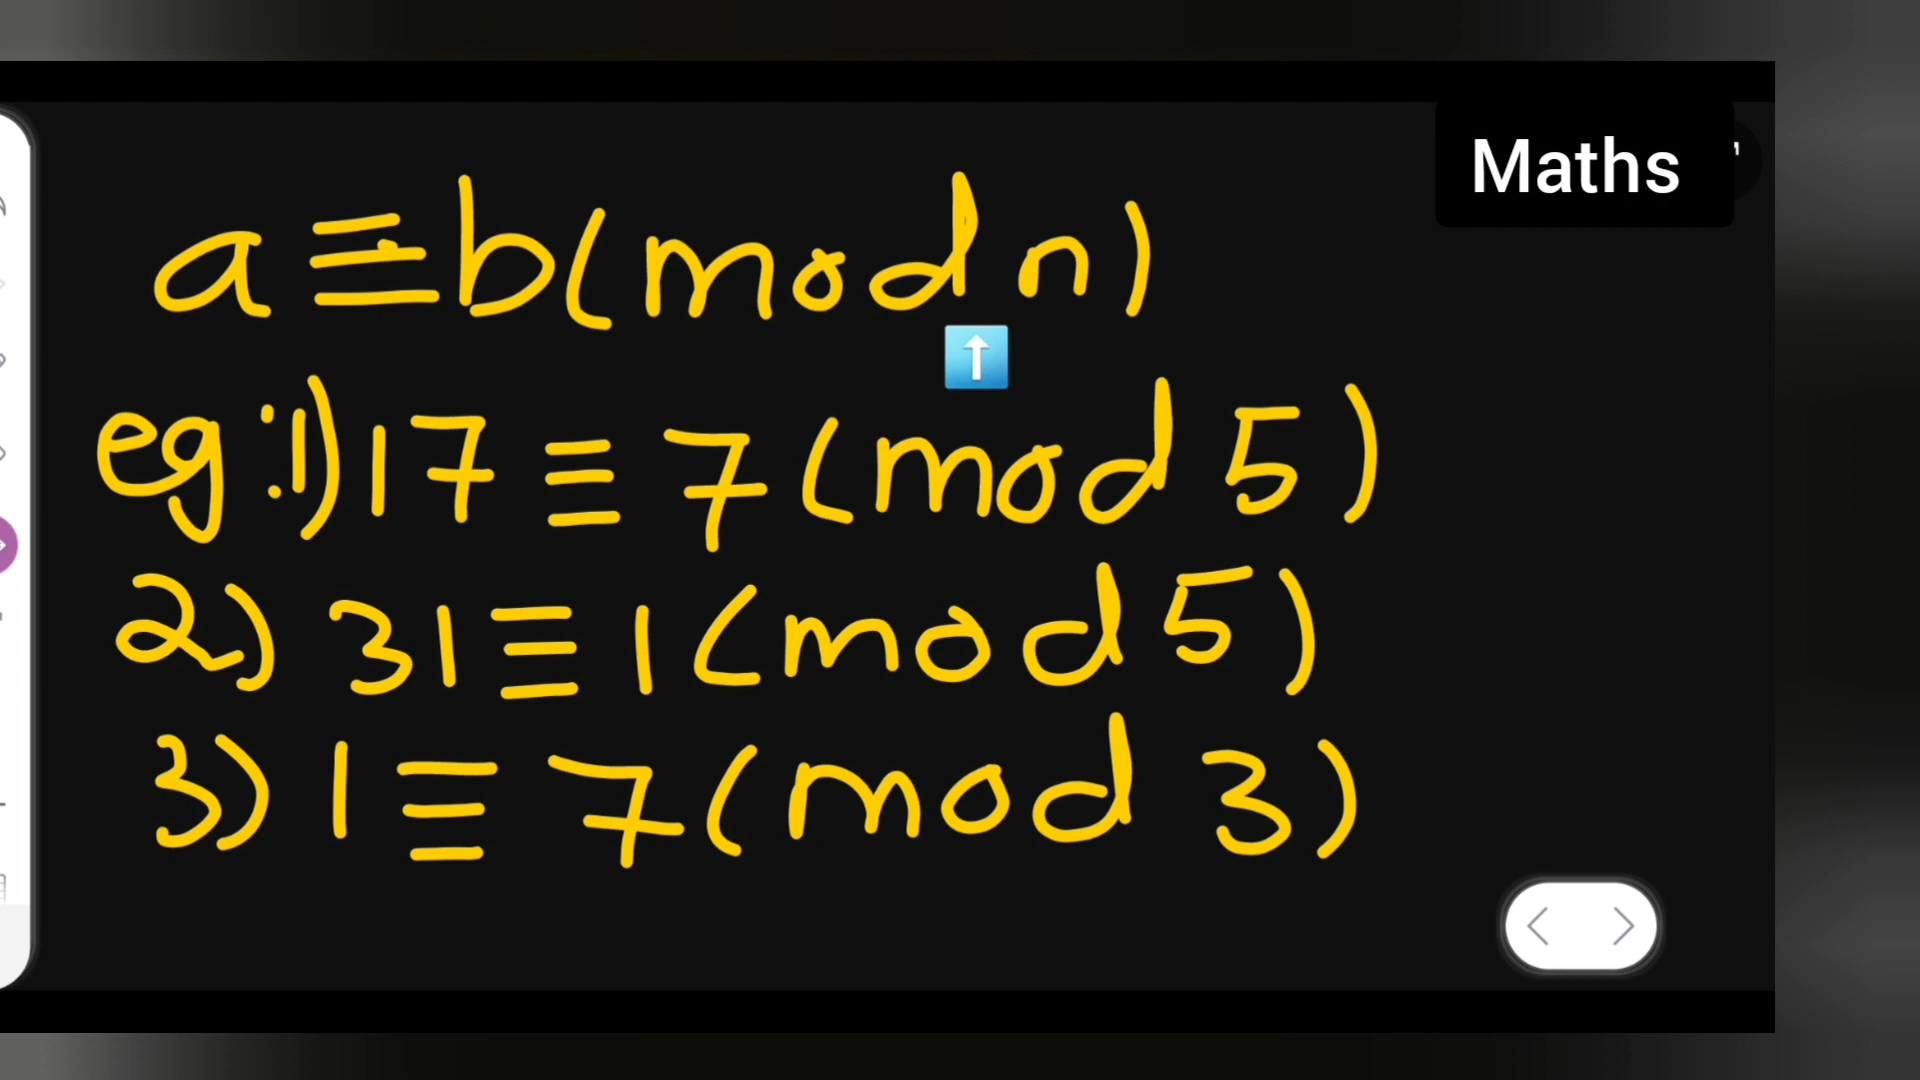 Maths
a ≡ b (mod n)
eg: 1) 17 ≡ 7 (mod 5)
2) 31 ≡ 1 (mod 5)
3) 1 ≡ 7 (mod 3)